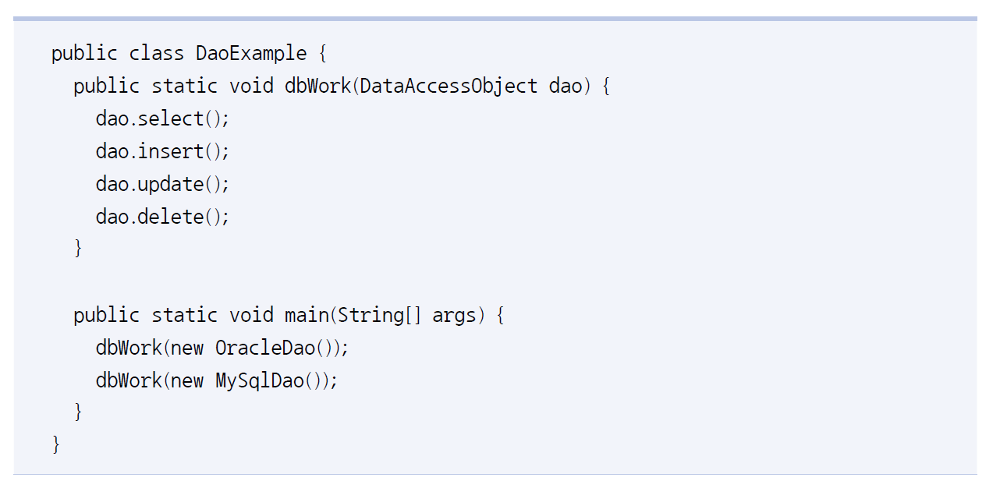 public class DaoExample {
  public static void dbWork(DataAccessObject dao) {
    dao.select();
    dao.insert();
    dao.update();
    dao.delete();
  }

  public static void main(String[] args) {
    dbWork(new OracleDao());
    dbWork(new MySqlDao());
  }
}